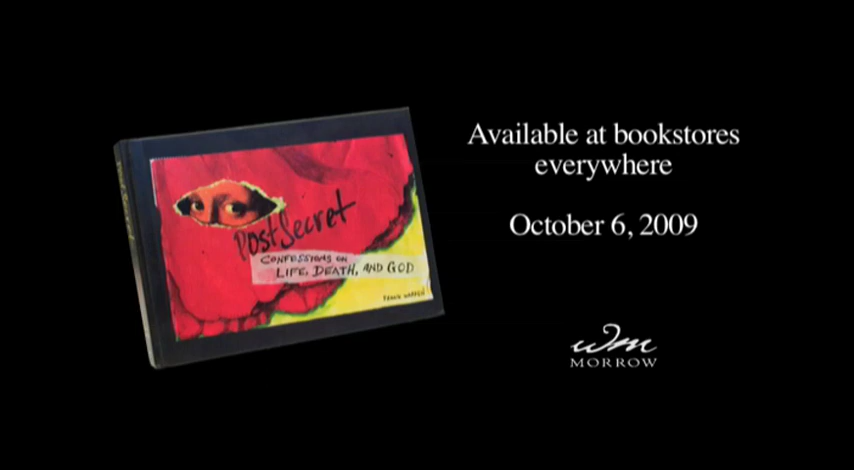 PostSecret
CONFESSIONS ON
LIFE, DEATH, AND GOD
FRANK WARREN
Available at bookstores
everywhere
October 6, 2009
wm
MORROW